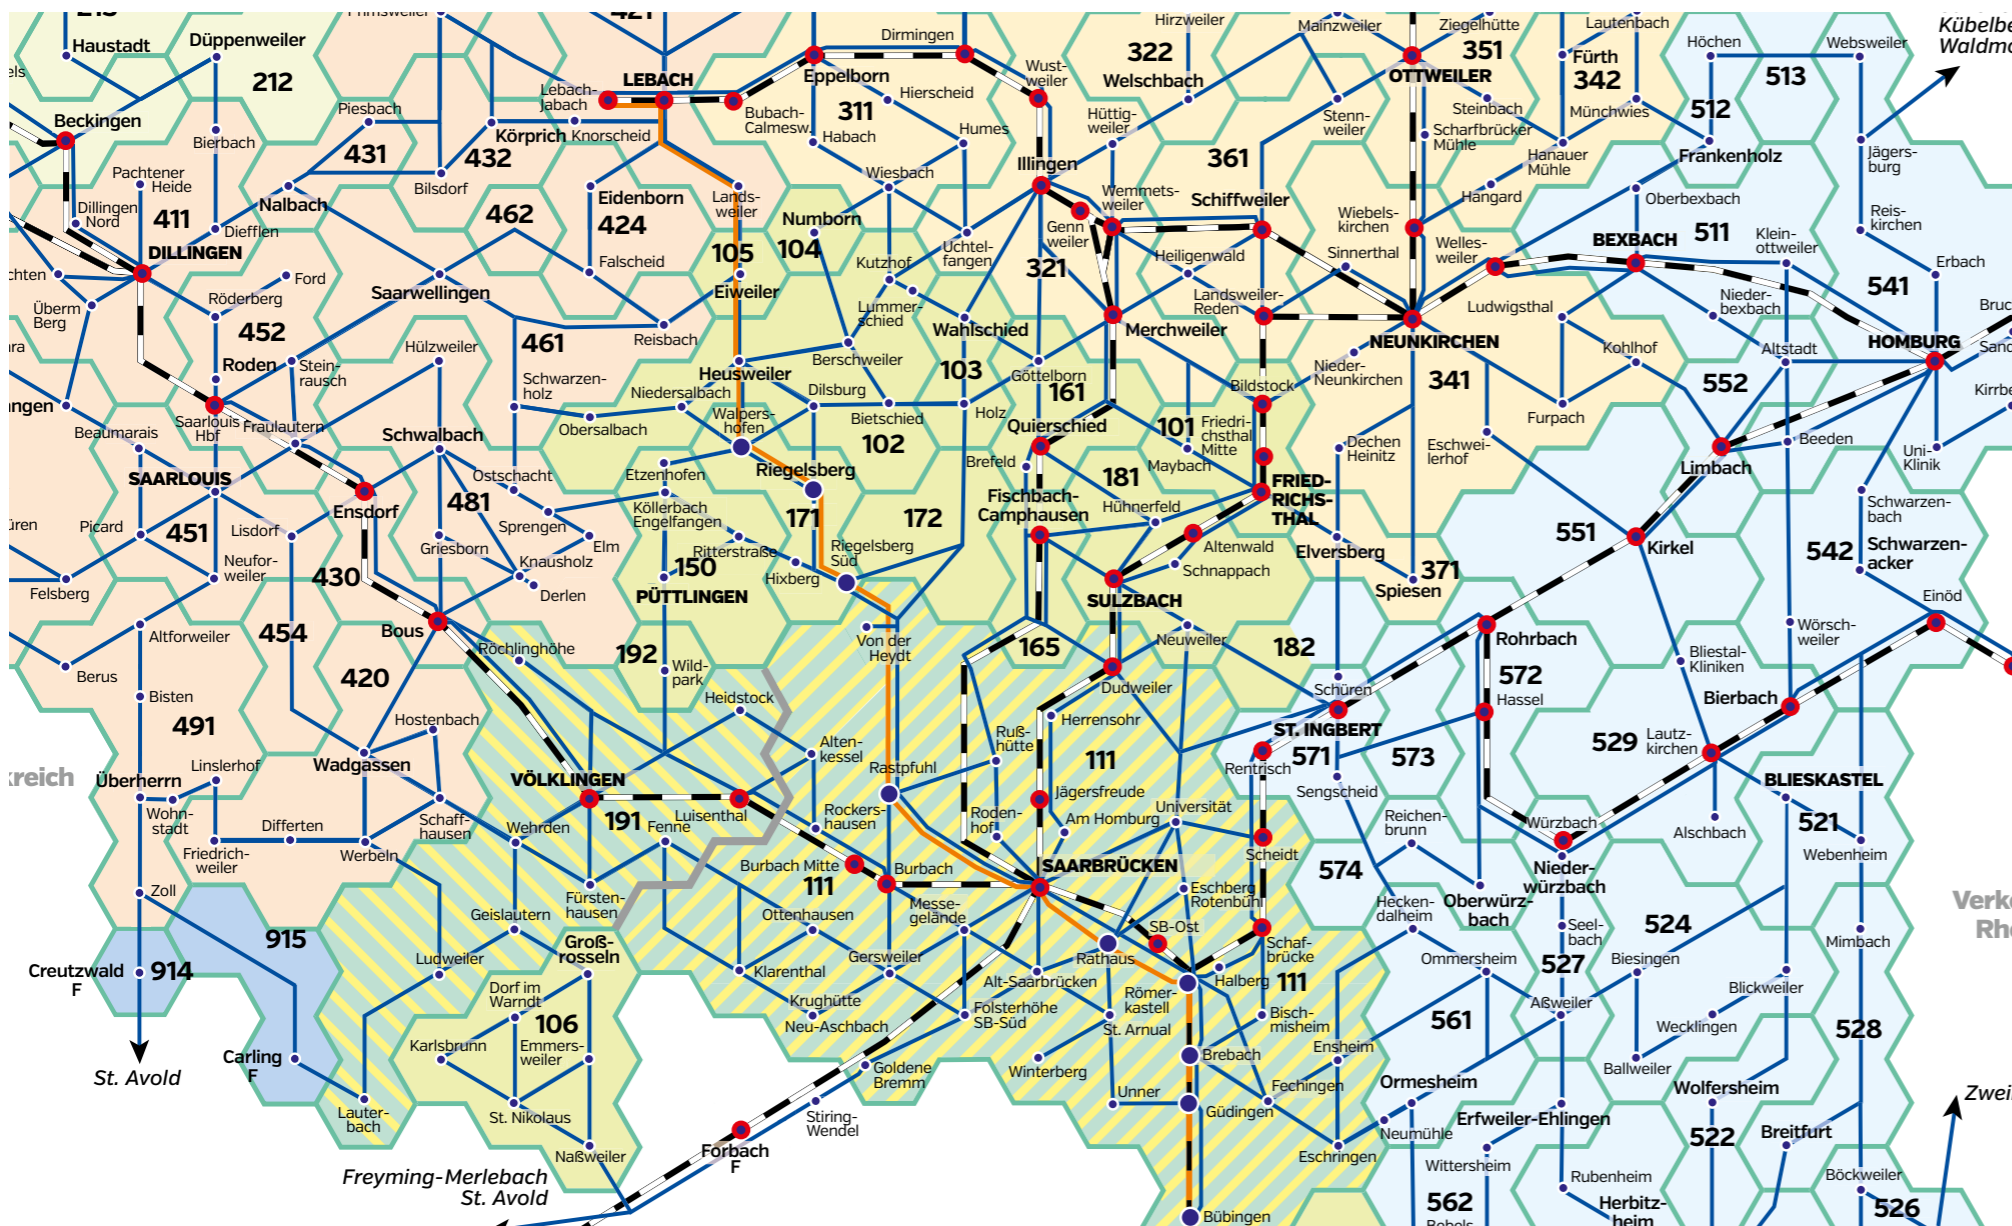 Haustadt
Düppenweiler
212
Beckingen
Bierbach
Piesbach
431
432
Bilsdorf
Körprich
Knorscheid
Lebach-
Jabach
LEBACH
Bubach-
Calmesw.
Eppelborn
Dirmingen
Wust-
weiler
311
Hierscheid
Habach
Humes
Wiesbach
322
Welschbach
Hirzweiler
Hüttig-
weiler
Illingen
Mainzweiler
Ziegelhütte
351
OTTWEILER
Steinbach
Stenn-
weiler
Scharfbrücker
Mühle
Lautenbach
Fürth
342
Münchwies
Hanauer
Mühle
Hangard
Höchen
Websweiler
513
512
Frankenholz
Oberbexbach
Jägers-
burg
Reis-
kirchen
Pachtener
Heide
Dillingen
Nord
411
DILLINGEN
Nalbach
Diefflen
462
Eidenborn
424
Falscheid
Lands-
weiler
105
Eiweiler
Numborn
104
Kutzhof
Uchtel-
fangen
Lummer-
schied
Wahlschied
Genn
weiler
321
Wemmets-
weiler
361
Schiffweiler
Heiligenwald
Landsweiler-
Reden
Merchweiler
Wiebels-
kirchen
Sinnerthal
Welles-
weiler
NEUNKIRCHEN
Ludwigsthal
BEXBACH
511
Klein-
ottweiler
Nieder-
bexbach
541
Erbach
HOMBURG
Überm
Berg
Röderberg
Ford
452
Roden
Stein-
rausch
Saarlouis
Hbf
Fraulautern
Saarwellingen
Hülzweiler
461
Reisbach
Schwarzen-
holz
Obersalbach
Niedersalbach
Heusweiler
Walpers-
hofen
Berschweiler
Dilsburg
Bietschied
102
103
Holz
Göttelborn
161
Quierschied
Brefeld
101
Friedri-
chsthal
Mitte
Maybach
Bildstock
Nieder-
Neunkirchen
341
Dechen
Heinitz
Eschwei-
lerhof
Furpach
Kohlhof
Altstadt
552
Limbach
Beeden
Uni-
Klinik
Beaumarais
SAARLOUIS
Picard
451
Lisdorf
Neufor-
weiler
Felsberg
Ensdorf
430
Schwalbach
Ostschacht
481
Sprengen
Griesborn
Elm
Knausholz
Derlen
Etzenhofen
Köllerbach
Engelfangen
Ritterstraße
150
PÜTTLINGEN
Riegelsberg
171
172
Hixberg
Riegelsberg
Süd
Fischbach-
Camphausen
181
Hühnerfeld
FRIED-
RICHS-
THAL
Altenwald
Schnappach
SULZBACH
Elversberg
371
Spiesen
551
Kirkel
Schwarzen-
bach
542
Schwarzen-
acker
Einöd
Wörsch-
weiler
Altforweiler
Berus
Bisten
491
454
420
Bous
Röchlinghöhe
Hostenbach
Wadgassen
192
Wild-
park
Heidstock
Von der
Heydt
165
Neuweiler
182
Dudweiler
Herrensohr
Ruß-
hütte
Schüren
ST. INGBERT
Rentrisch
571
Sengscheid
573
Rohrbach
572
Hassel
Bliestal-
Kliniken
529
Lautz-
kirchen
Bierbach
BLIESKASTEL
521
Webenheim
Alschbach
Überherrn
Linslerhof
Wohn-
stadt
Differten
Friedrich-
weiler
Werbeln
Schaff-
hausen
Zoll
VÖLKLINGEN
191
Wehrden
Fenne
Luisenthal
Alten-
kessel
Rockers-
hausen
Rastpfuhl
Roden-
hof
Jägersfreude
Am Homburg
111
Universität
Scheidt
Reichen-
brunn
574
Würzbach
Nieder-
würzbach
Oberwürz-
bach
Burbach Mitte
Burbach
111
SAARBRÜCKEN
Fürsten-
hausen
Geislautern
Ottenhausen
Messe-
gelände
Eschberg
Rotenbühl
SB-Ost
Schaf-
brücke
Rathaus
Halberg
111
Hecken-
dalheim
Seel-
bach
524
Mimbach
Creutzwald
F
914
915
Ludweiler
Groß-
rosseln
Dorf im
Warndt
106
Emmers-
weiler
Karlsbrunn
Klarenthal
Gersweiler
Krughütte
Neu-Aschbach
Alt-Saarbrücken
Folsterhöhe
SB-Süd
Römer-
kastell
St. Arnual
Bisch-
misheim
Ommersheim
527
Biesingen
Aßweiler
Blickweiler
Wecklingen
561
528
Carling
F
St. Avold
Lauter-
bach
St. Nikolaus
Naßweiler
Goldene
Bremm
Stiring-
Wendel
Forbach
F
Winterberg
Unner
Brebach
Güdingen
Fechingen
Ensheim
Eschringen
Ormesheim
Neumühle
Erfweiler-Ehlingen
Wittersheim
Ballweiler
Wolfersheim
522
Breitfurt
Freyming-Merlebach
St. Avold
Bübingen
562
Rubenheim
Herbitz-
heim
Böckweiler
526